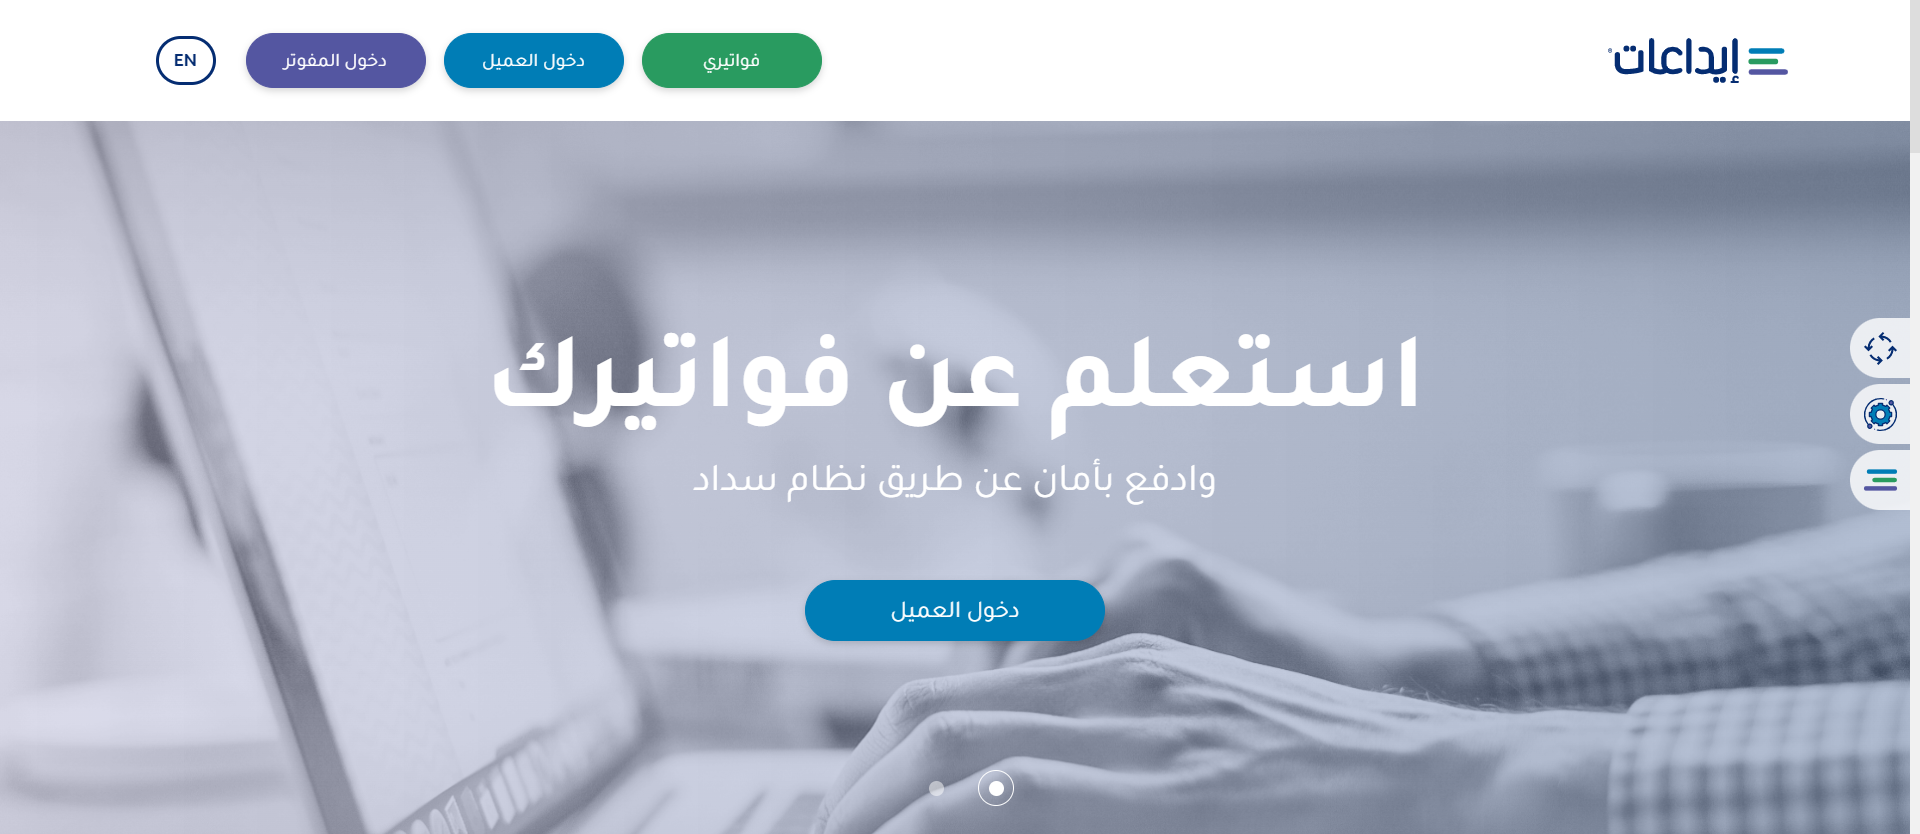 إيداعات®
فواتيري
دخول العميل
دخول المفوتر
EN
استعلم عن فواتيرك
وادفع بأمان عن طريق نظام سداد
دخول العميل